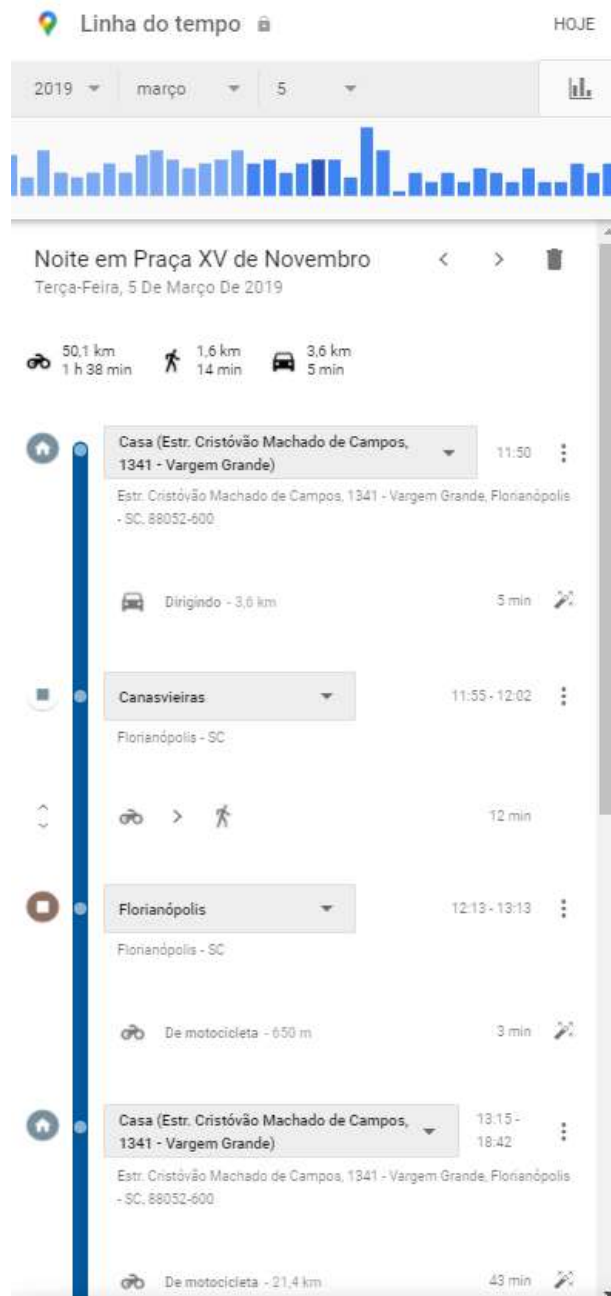 Linha do tempo
HOJE
2019 março 5
Noite em Praça XV de Novembro
Terça-Feira, 5 De Março De 2019
50,1 km 1,6 km 3,6 km
1 h 38 min 14 min 5 min
Casa (Estr. Cristóvão Machado de Campos,
1341 - Vargem Grande)
11:50
Estr. Cristóvão Machado de Campos, 1341 - Vargem Grande, Florianópolis
- SC, 88052-600
Dirigindo - 3,6 km 5 min
Canasvieiras 11:55 - 12:02
Florianópolis - SC
> 12 min
Florianópolis 12:13 - 13:13
Florianópolis - SC
De motocicleta - 650 m 3 min
Casa (Estr. Cristóvão Machado de Campos,
1341 - Vargem Grande)
13:15 -
18:42
Estr. Cristóvão Machado de Campos, 1341 - Vargem Grande, Florianópolis
- SC, 88052-600
De motocicleta - 21,4 km 43 min